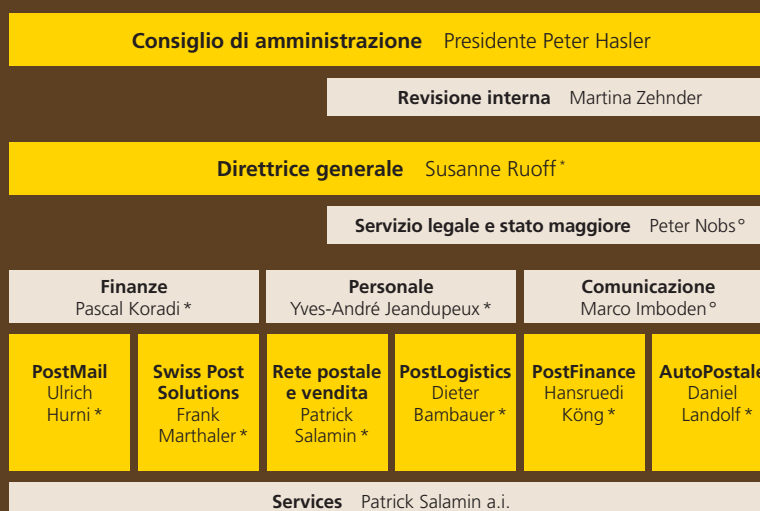 Consiglio di amministrazione Presidente Peter Hasler
Revisione interna Martina Zehnder
Direttrice generale Susanne Ruoff*
Servizio legale e stato maggiore Peter Nobs°
Finanze
Pascal Koradi*
Personale
Yves-André Jeandupeux*
Comunicazione
Marco Imboden°
PostMail
Ulrich
Hurni*
Swiss Post
Solutions
Frank
Marthaler*
Rete postale
e vendita
Patrick
Salamin*
PostLogistics
Dieter
Bambauer*
PostFinance
Hansruedi
Köng*
AutoPostale
Daniel
Landolf*
Services Patrick Salamin a.i.